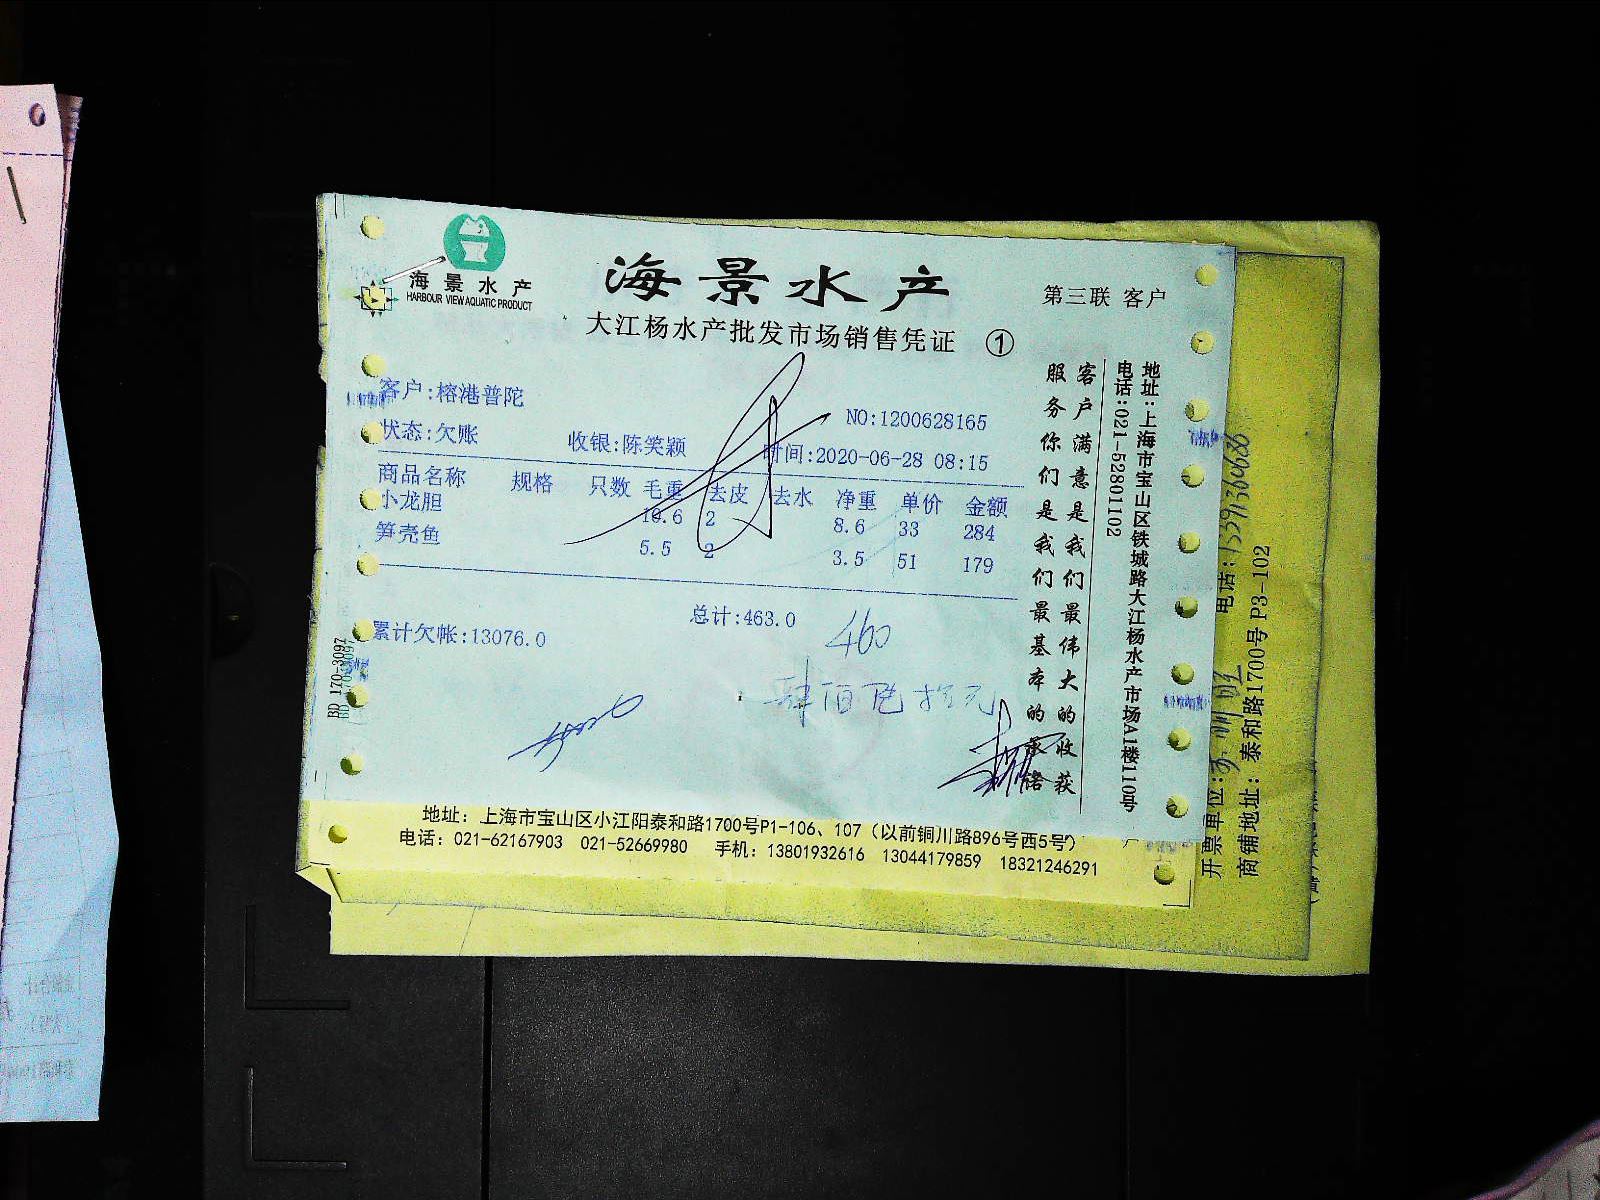 海景水产
HARBOUR VIEW AQUATIC PRODUCT
海景水产
第三联 客户
大江杨水产批发市场销售凭证 ①
客户:榕港普陀
NO:1200628165
状态:欠账 收银:陈笑颖 时间:2020-06-28 08:15
商品名称 规格 只数 毛重 去皮 去水 净重 单价 金额
小龙胆 10.6 2 8.6 33 284
笋壳鱼 5.5 2 3.5 51 179
总计:463.0
累计欠帐:13076.0
460
肆佰陆拾元
客户满意是我们最伟大的收获
服务你们是我们最基本的承诺
地址:上海市宝山区铁城路大江杨水产市场A1楼110号
电话:021-52801102
BD 170-3097
地址：上海市宝山区小江阳泰和路1700号P1-106、107（以前铜川路896号西5号）
电话：021-62167903 021-52669980 手机：13801932616 13044179859 18321246291
开票单位:
电话:
商铺地址：泰和路1700号 P3-102